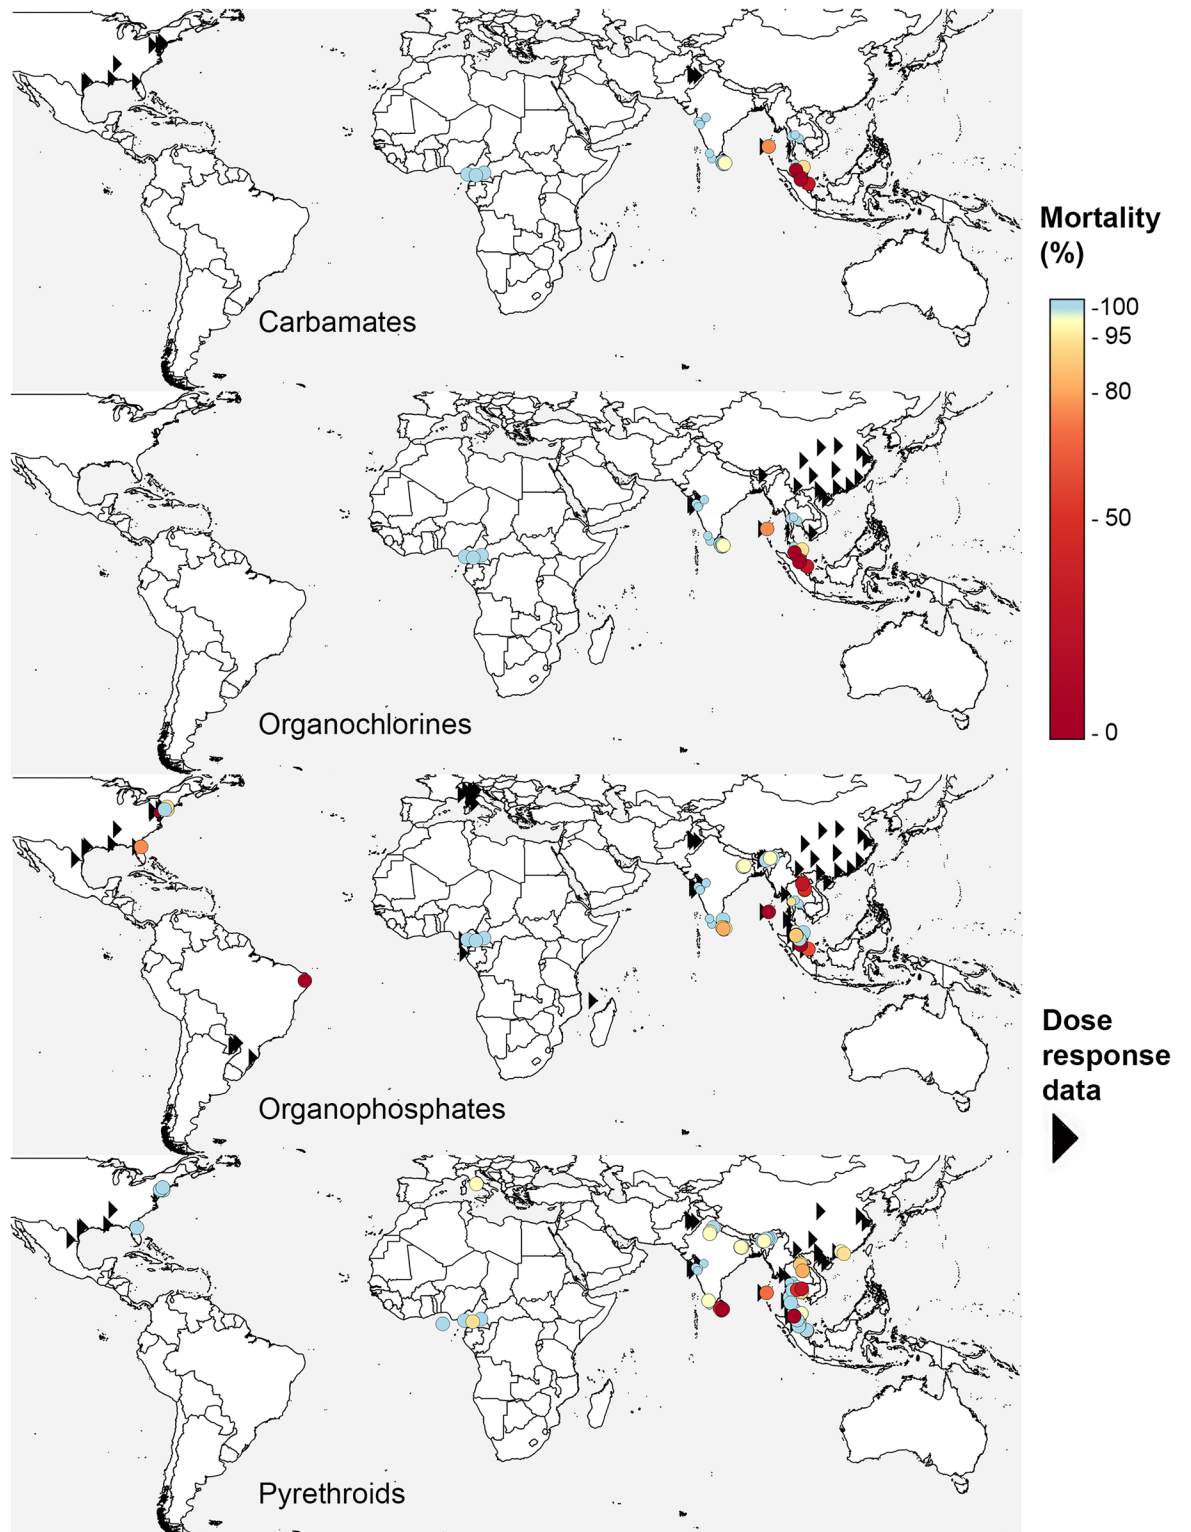 Carbamates
Organochlorines
Organophosphates
Pyrethroids
Mortality
(%)
-100
- 95
- 80
- 50
- 0
Dose
response
data